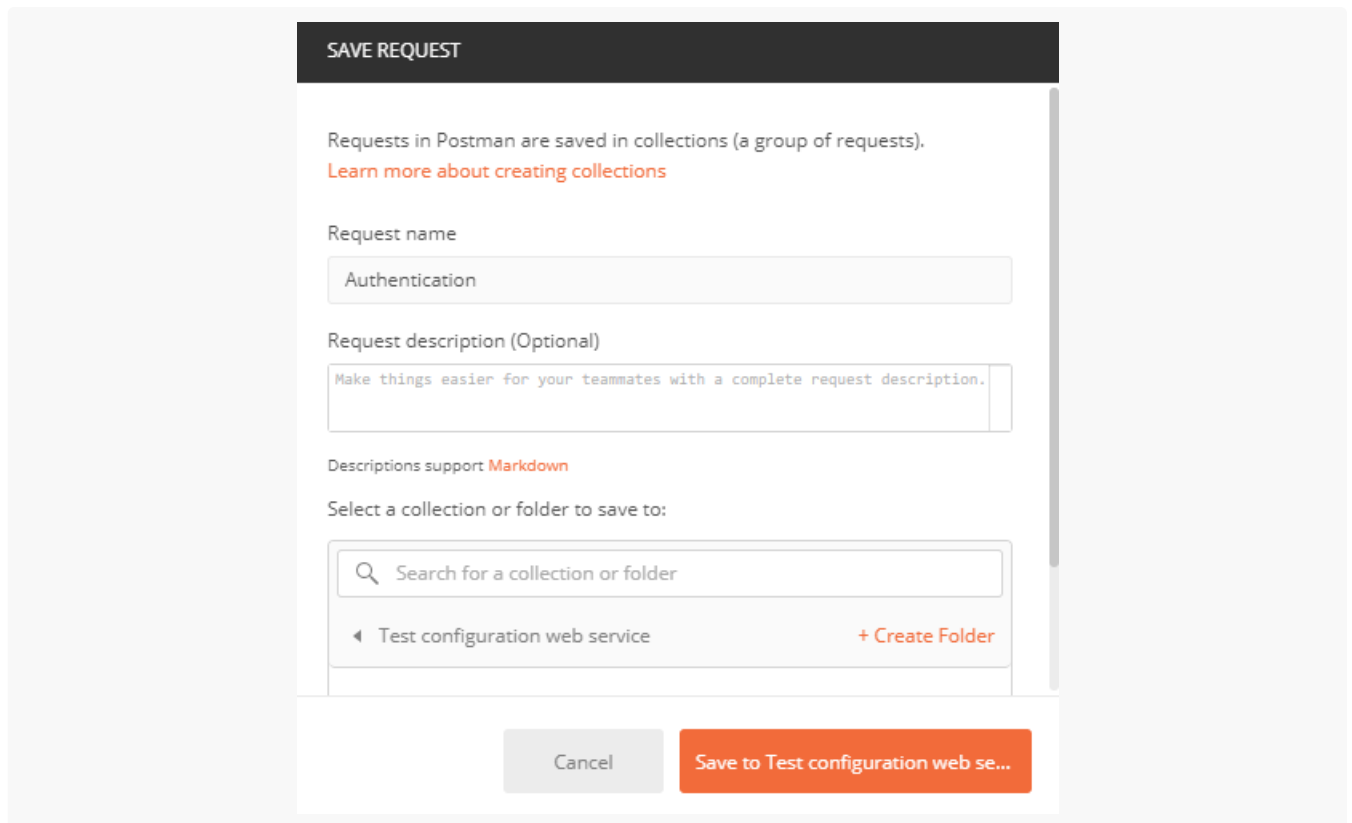 SAVE REQUEST
Requests in Postman are saved in collections (a group of requests).
Learn more about creating collections
Request name
Authentication
Request description (Optional)
Make things easier for your teammates with a complete request description.
Descriptions support Markdown
Select a collection or folder to save to:
Search for a collection or folder
Test configuration web service + Create Folder
Cancel Save to Test configuration web se...